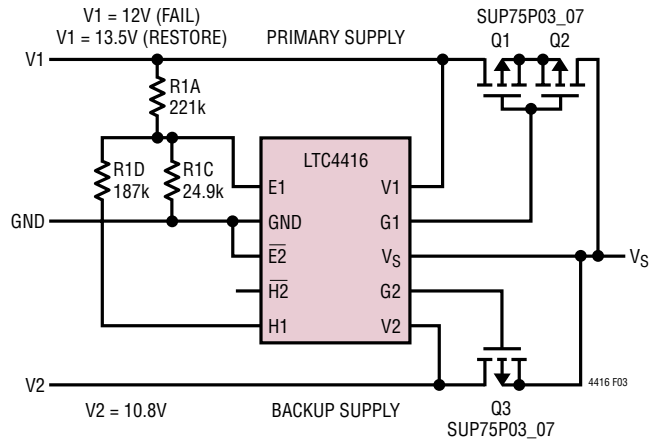 V1 = 12V (FAIL)
V1 = 13.5V (RESTORE)
PRIMARY SUPPLY
SUP75P03_07
Q1
Q2
V1
R1A
221k
R1D
187k
R1C
24.9k
LTC4416
E1
V1
GND
GND
G1
E2
VS
VS
H2
G2
H1
V2
V2
4416 F03
V2 = 10.8V
BACKUP SUPPLY
Q3
SUP75P03_07